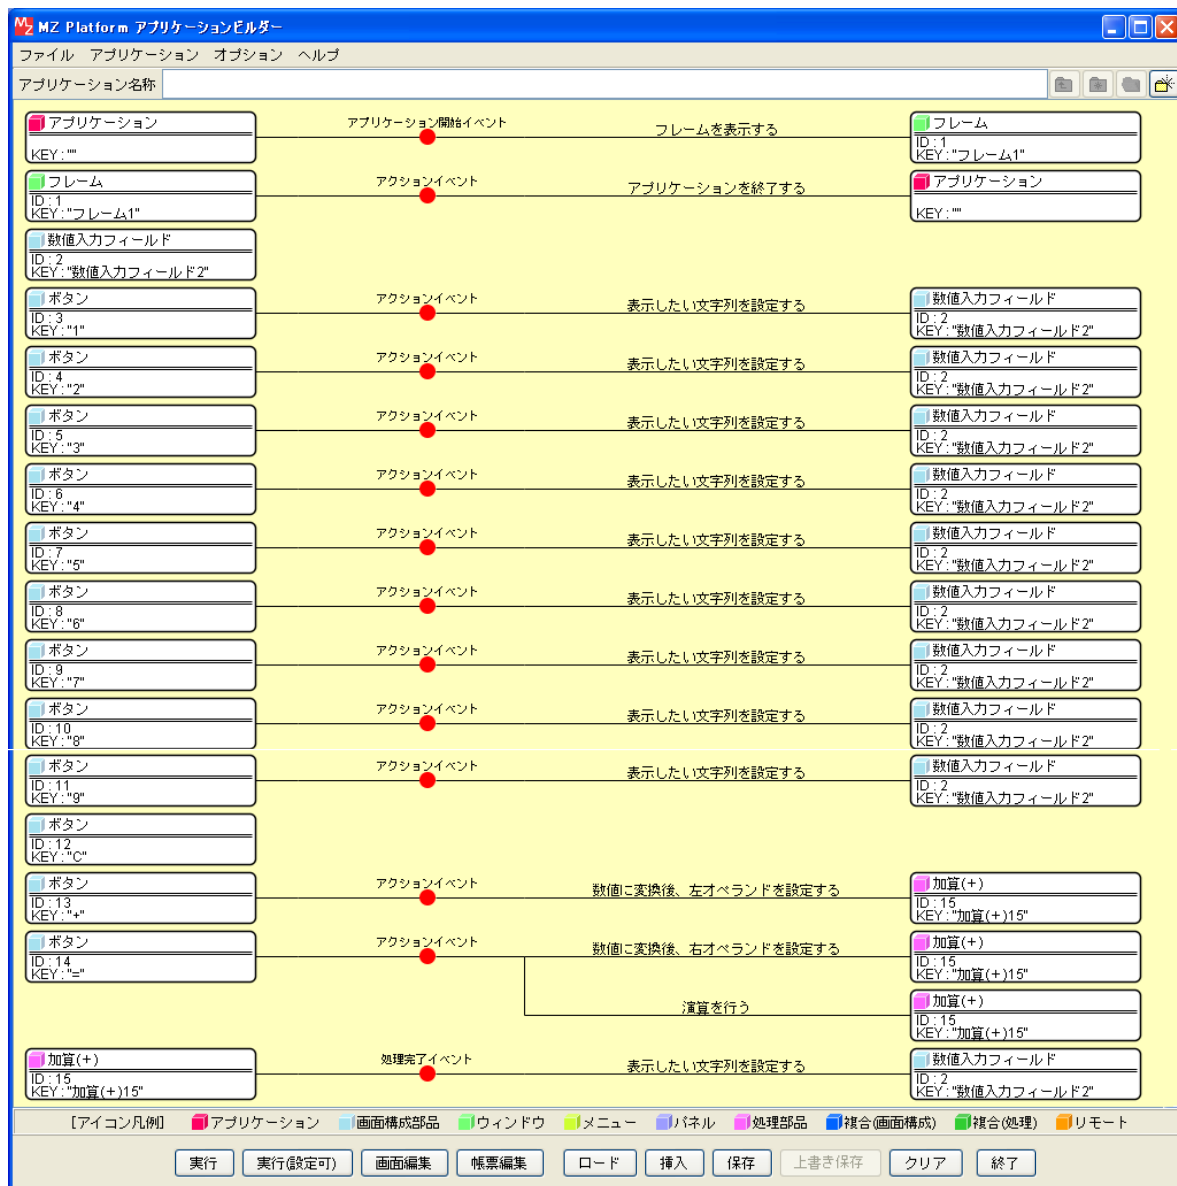 MZ Platform アプリケーションビルダー
ファイル アプリケーション オプション ヘルプ
アプリケーション名称
アプリケーション
KEY:""
アプリケーション開始イベント
フレームを表示する
フレーム
ID:1
KEY:"フレーム1"
フレーム
ID:1
KEY:"フレーム1"
アクションイベント
アプリケーションを終了する
アプリケーション
KEY:""
数値入力フィールド
ID:2
KEY:"数値入力フィールド2"
ボタン
ID:3
KEY:"1"
アクションイベント
表示したい文字列を設定する
数値入力フィールド
ID:2
KEY:"数値入力フィールド2"
ボタン
ID:4
KEY:"2"
アクションイベント
表示したい文字列を設定する
数値入力フィールド
ID:2
KEY:"数値入力フィールド2"
ボタン
ID:5
KEY:"3"
アクションイベント
表示したい文字列を設定する
数値入力フィールド
ID:2
KEY:"数値入力フィールド2"
ボタン
ID:6
KEY:"4"
アクションイベント
表示したい文字列を設定する
数値入力フィールド
ID:2
KEY:"数値入力フィールド2"
ボタン
ID:7
KEY:"5"
アクションイベント
表示したい文字列を設定する
数値入力フィールド
ID:2
KEY:"数値入力フィールド2"
ボタン
ID:8
KEY:"6"
アクションイベント
表示したい文字列を設定する
数値入力フィールド
ID:2
KEY:"数値入力フィールド2"
ボタン
ID:9
KEY:"7"
アクションイベント
表示したい文字列を設定する
数値入力フィールド
ID:2
KEY:"数値入力フィールド2"
ボタン
ID:10
KEY:"8"
アクションイベント
表示したい文字列を設定する
数値入力フィールド
ID:2
KEY:"数値入力フィールド2"
ボタン
ID:11
KEY:"9"
アクションイベント
表示したい文字列を設定する
数値入力フィールド
ID:2
KEY:"数値入力フィールド2"
ボタン
ID:12
KEY:"C"
ボタン
ID:13
KEY:"+"
アクションイベント
数値に変換後、左オペランドを設定する
加算(+)
ID:15
KEY:"加算(+)15"
ボタン
ID:14
KEY:"="
アクションイベント
数値に変換後、右オペランドを設定する
加算(+)
ID:15
KEY:"加算(+)15"
演算を行う
加算(+)
ID:15
KEY:"加算(+)15"
加算(+)
ID:15
KEY:"加算(+)15"
処理完了イベント
表示したい文字列を設定する
数値入力フィールド
ID:2
KEY:"数値入力フィールド2"
[アイコン凡例] アプリケーション 画面構成部品 ウィンドウ メニュー パネル 処理部品 複合(画面構成) 複合(処理) リモート
実行 実行(設定可) 画面編集 帳票編集 ロード 挿入 保存 上書き保存 クリア 終了